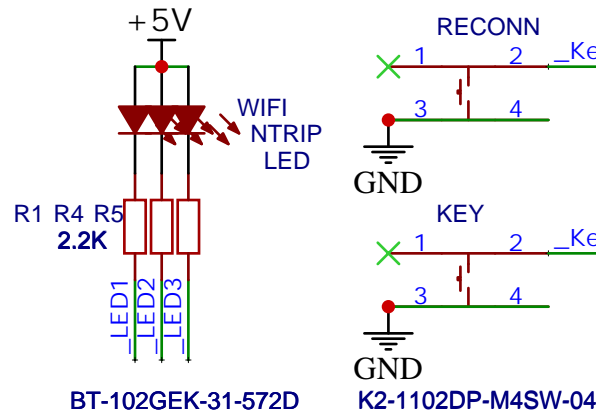 +5V
WIFI
NTRIP
LED
R1 R4 R5
2.2K
_LED1
_LED2
_LED3
BT-102GEK-31-572D
RECONN
1 2 _Ke
3 4
GND
KEY
1 2 _Ke
3 4
GND
K2-1102DP-M4SW-04